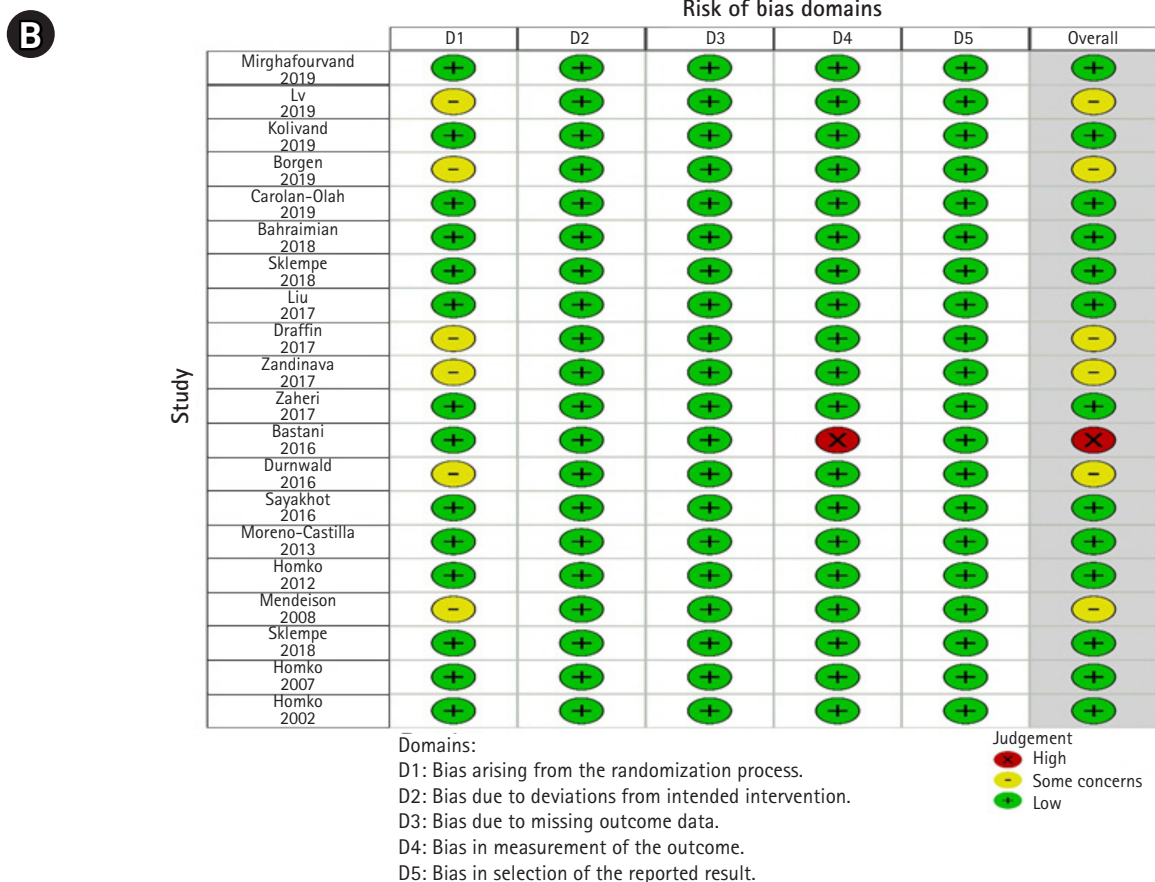 B
Risk of bias domains
D1 D2 D3 D4 D5 Overall
Study
Mirghafourvand
2019
Lv
2019
Kolivand
2019
Borgen
2019
Carolan-Olah
2019
Bahraimian
2018
Sklempe
2018
Liu
2017
Draffin
2017
Zandinava
2017
Zaheri
2017
Bastani
2016
Durnwald
2016
Sayakhot
2016
Moreno-Castilla
2013
Homko
2012
Mendeison
2008
Sklempe
2018
Homko
2007
Homko
2002
Domains:
D1: Bias arising from the randomization process.
D2: Bias due to deviations from intended intervention.
D3: Bias due to missing outcome data.
D4: Bias in measurement of the outcome.
D5: Bias in selection of the reported result.
Judgement
High
Some concerns
Low